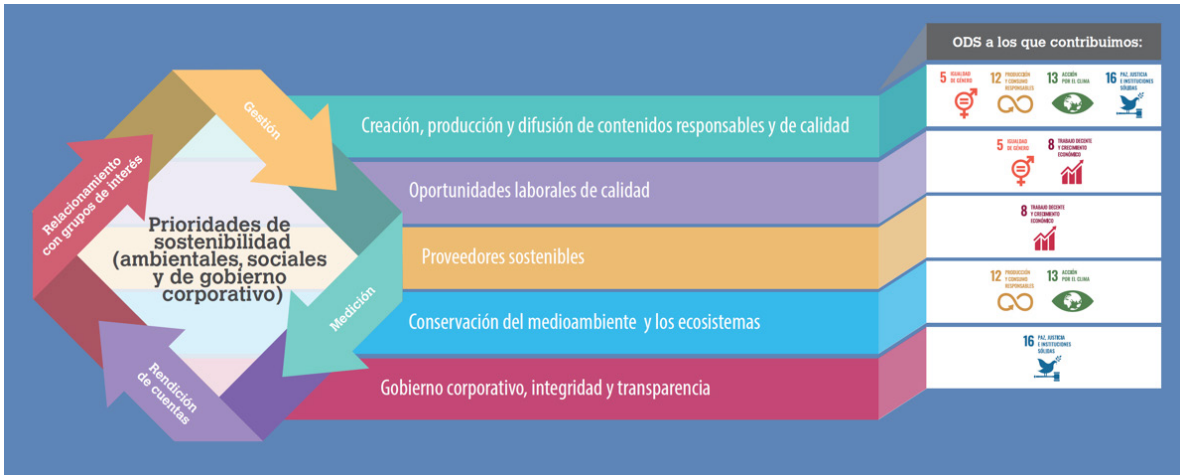 ODS a los que contribuimos:
Gestión
Relacionamiento
con grupos de interés
Prioridades de
sostenibilidad
(ambientales, sociales
y de gobierno
corporativo)
Medición
Rendición
de cuentas
Creación, producción y difusión de contenidos responsables y de calidad
5 IGUALDAD
DE GÉNERO
12 PRODUCCIÓN
Y CONSUMO
RESPONSABLES
13 ACCIÓN
POR EL CLIMA
16 PAZ, JUSTICIA
E INSTITUCIONES
SÓLIDAS
Oportunidades laborales de calidad
5 IGUALDAD
DE GÉNERO
8 TRABAJO DECENTE
Y CRECIMIENTO
ECONÓMICO
Proveedores sostenibles
8 TRABAJO DECENTE
Y CRECIMIENTO
ECONÓMICO
Conservación del medioambiente y los ecosistemas
12 PRODUCCIÓN
Y CONSUMO
RESPONSABLES
13 ACCIÓN
POR EL CLIMA
Gobierno corporativo, integridad y transparencia
16 PAZ, JUSTICIA
E INSTITUCIONES
SÓLIDAS